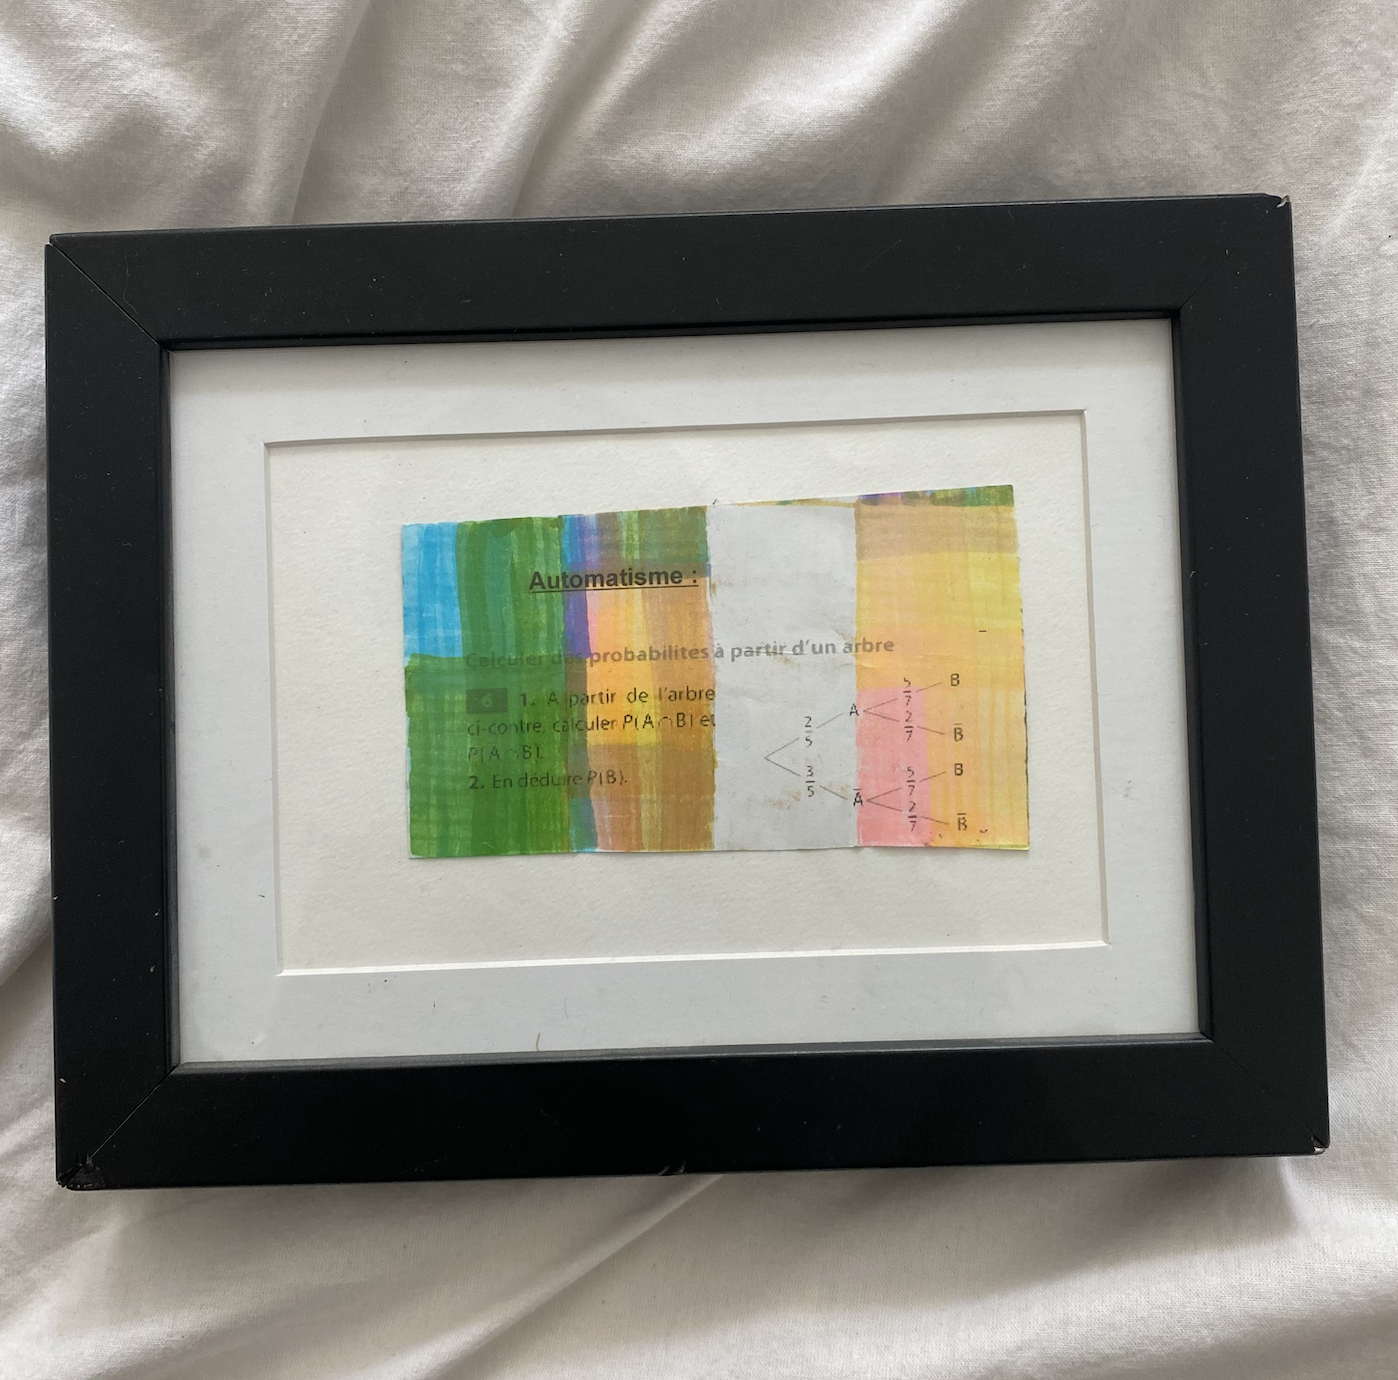 Automatisme :
Calculer des probabilités à partir d'un arbre
6 1. A partir de l'arbre
ci-contre, calculer P(A∩B) et
P(A∩B).
2. En déduire P(B).
2/5 A 5/7 B
2/7 B̅
3/5 A̅ 5/7 B
2/7 B̅